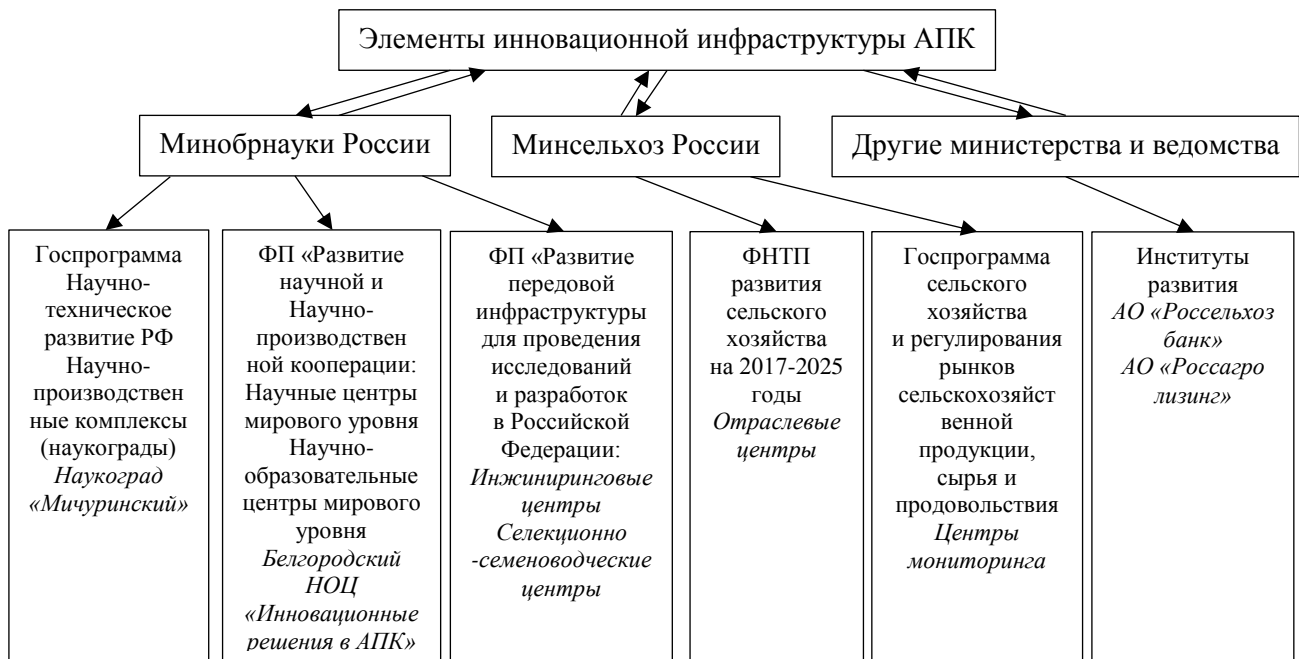 Элементы инновационной инфраструктуры АПК
Минобрнауки России
Минсельхоз России
Другие министерства и ведомства
Госпрограмма
Научно-
техническое
развитие РФ
Научно-
производствен
ные комплексы
(наукограды)
Наукоград
«Мичуринский»
ФП «Развитие
научной и
Научно-
производствен
ной кооперации:
Научные центры
мирового уровня
Научно-
образовательные
центры мирового
уровня
Белгородский
НОЦ
«Инновационные
решения в АПК»
ФП «Развитие
передовой
инфраструктуры
для проведения
исследований
и разработок
в Российской
Федерации:
Инжиниринговые
центры
Селекционно
-семеноводческие
центры
ФНТП
развития
сельского
хозяйства
на 2017-2025
годы
Отраслевые
центры
Госпрограмма
сельского
хозяйства
и регулирования
рынков
сельскохозяйст
венной
продукции,
сырья и
продовольствия
Центры
мониторинга
Институты
развития
АО «Россельхоз
банк»
АО «Россагро
лизинг»